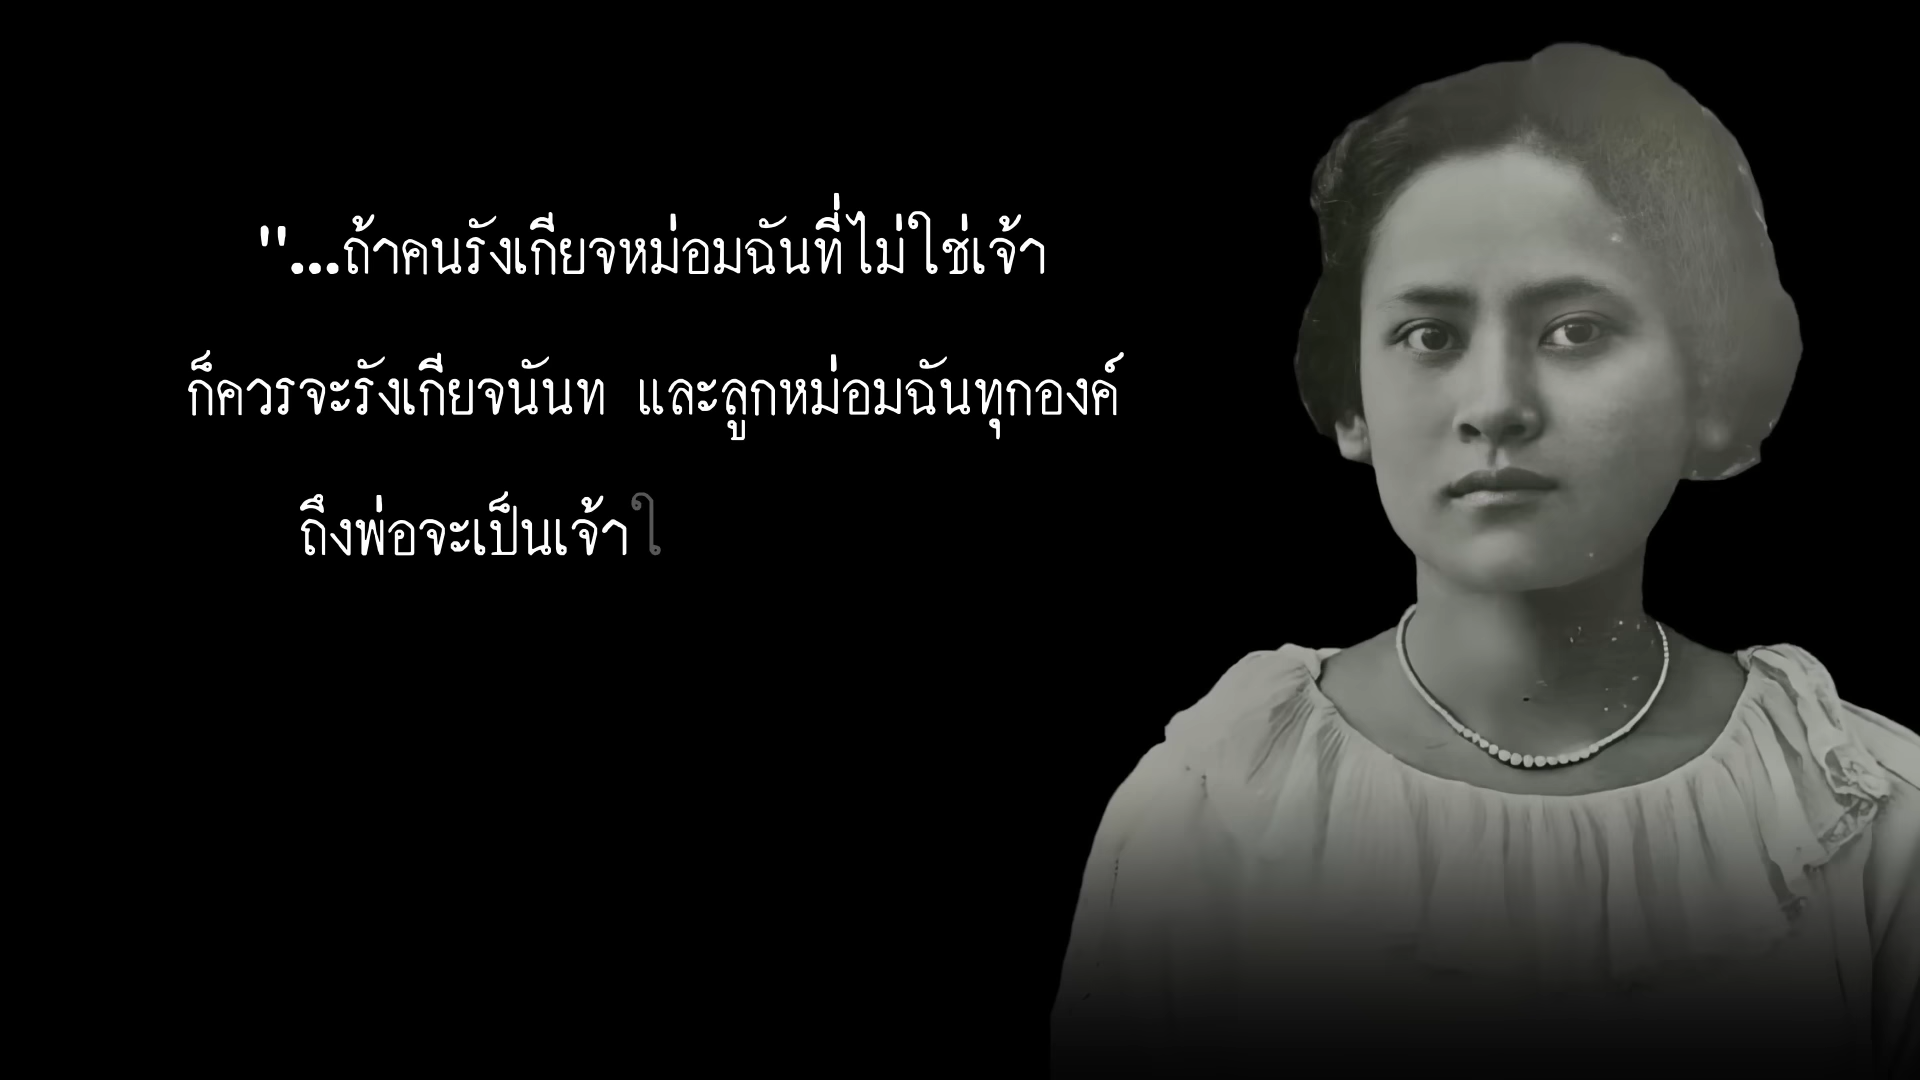 "...ถ้าคนรังเกียจหม่อมฉันที่ไม่ใช่เจ้า
ก็ควรจะรังเกียจนันท และลูกหม่อมฉันทุกองค์
ถึงพ่อจะเป็นเจ้าใ